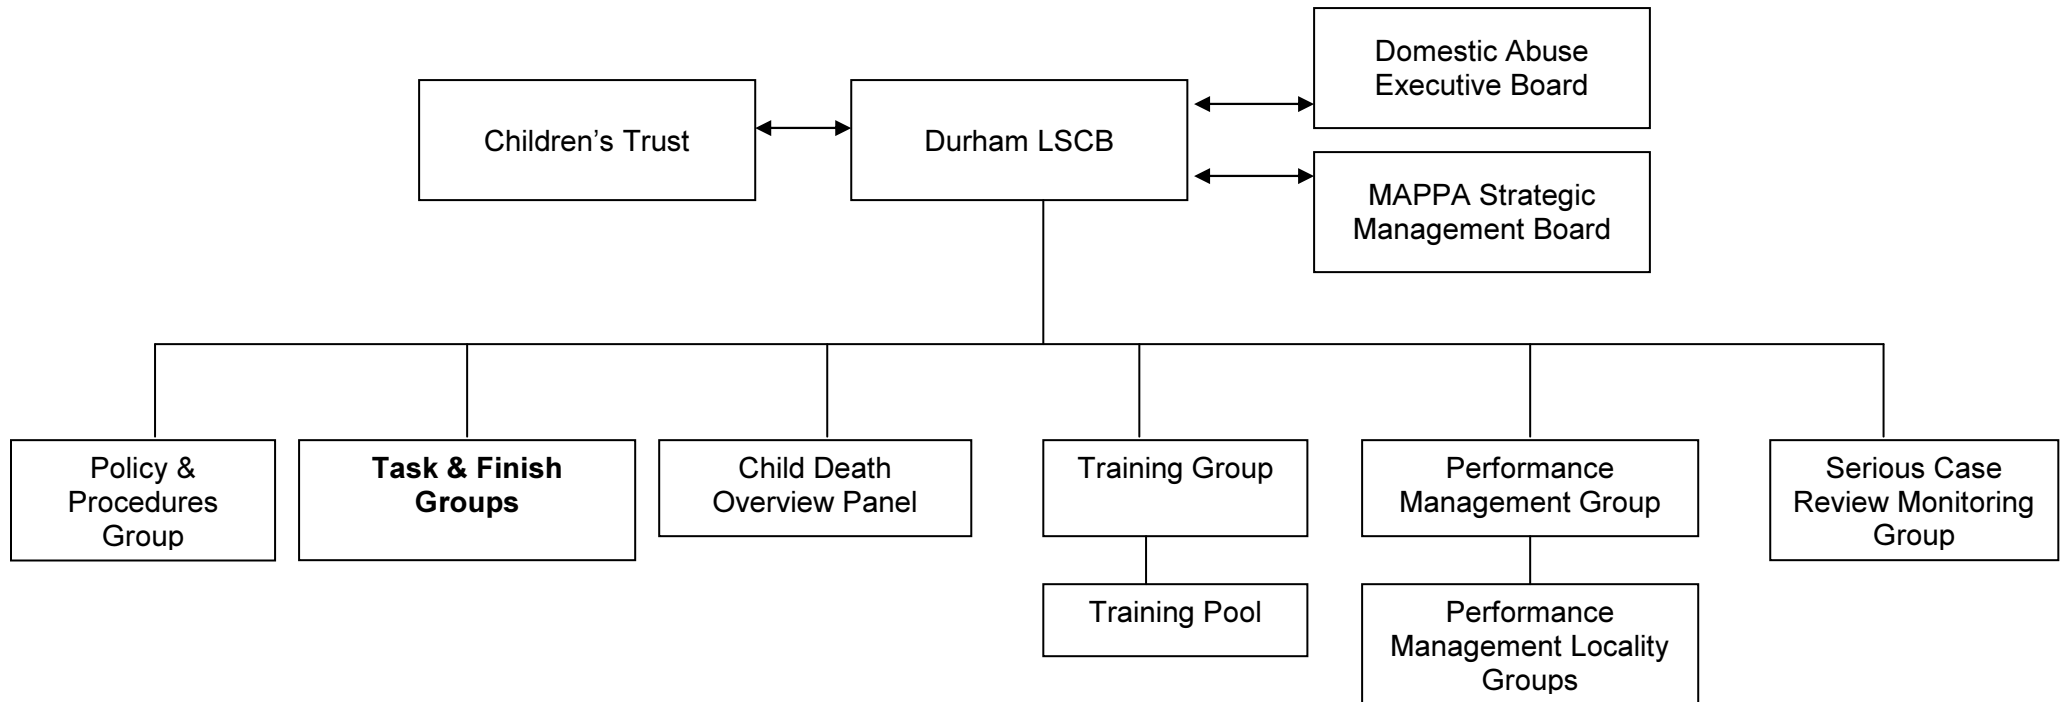 Domestic Abuse
Executive Board
Children’s Trust
Durham LSCB
MAPPA Strategic
Management Board
Policy &
Procedures
Group
Task & Finish
Groups
Child Death
Overview Panel
Training Group
Performance
Management Group
Serious Case
Review Monitoring
Group
Training Pool
Performance
Management Locality
Groups